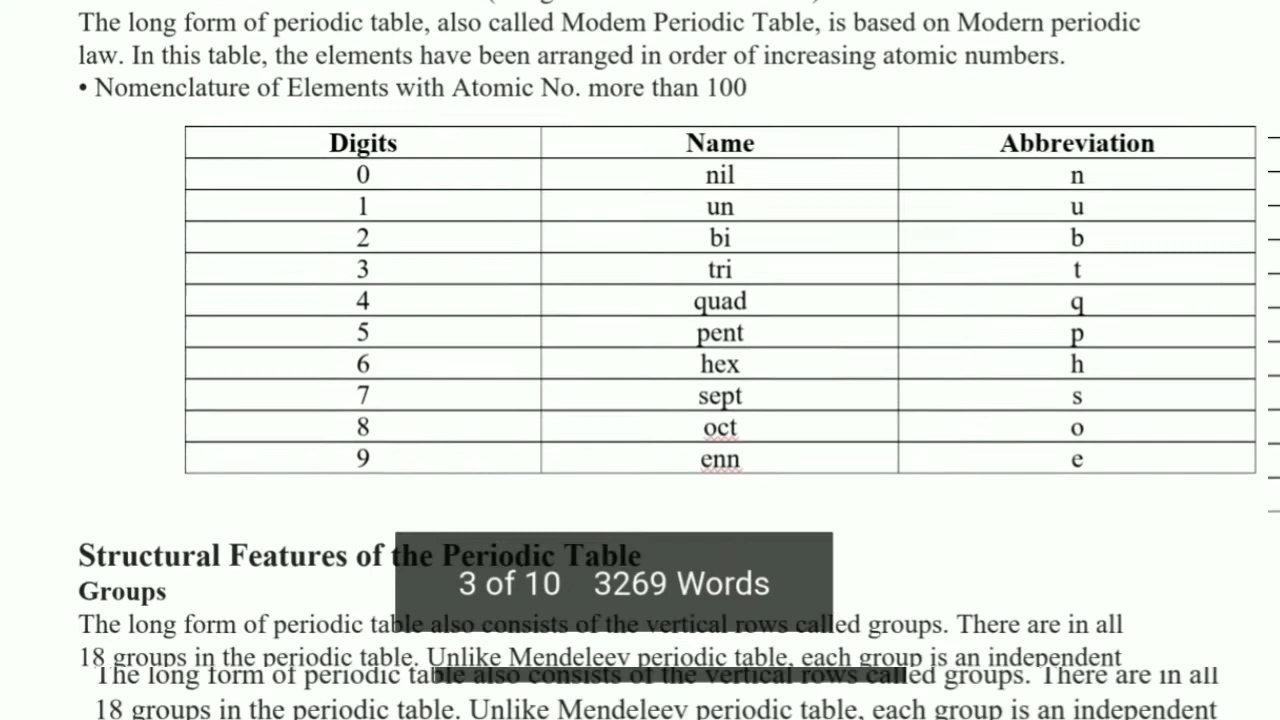 The long form of periodic table, also called Modem Periodic Table, is based on Modern periodic
law. In this table, the elements have been arranged in order of increasing atomic numbers.
• Nomenclature of Elements with Atomic No. more than 100
Digits Name Abbreviation
0 nil n
1 un u
2 bi b
3 tri t
4 quad q
5 pent p
6 hex h
7 sept s
8 oct o
9 enn e
Structural Features of the Periodic Table
3 of 10 3269 Words
Groups
The long form of periodic table also consists of the vertical rows called groups. There are in all
18 groups in the periodic table. Unlike Mendeleev periodic table, each group is an independent
The long form of periodic table also consists of the vertical rows called groups. There are in all
18 groups in the periodic table. Unlike Mendeleev periodic table, each group is an independent